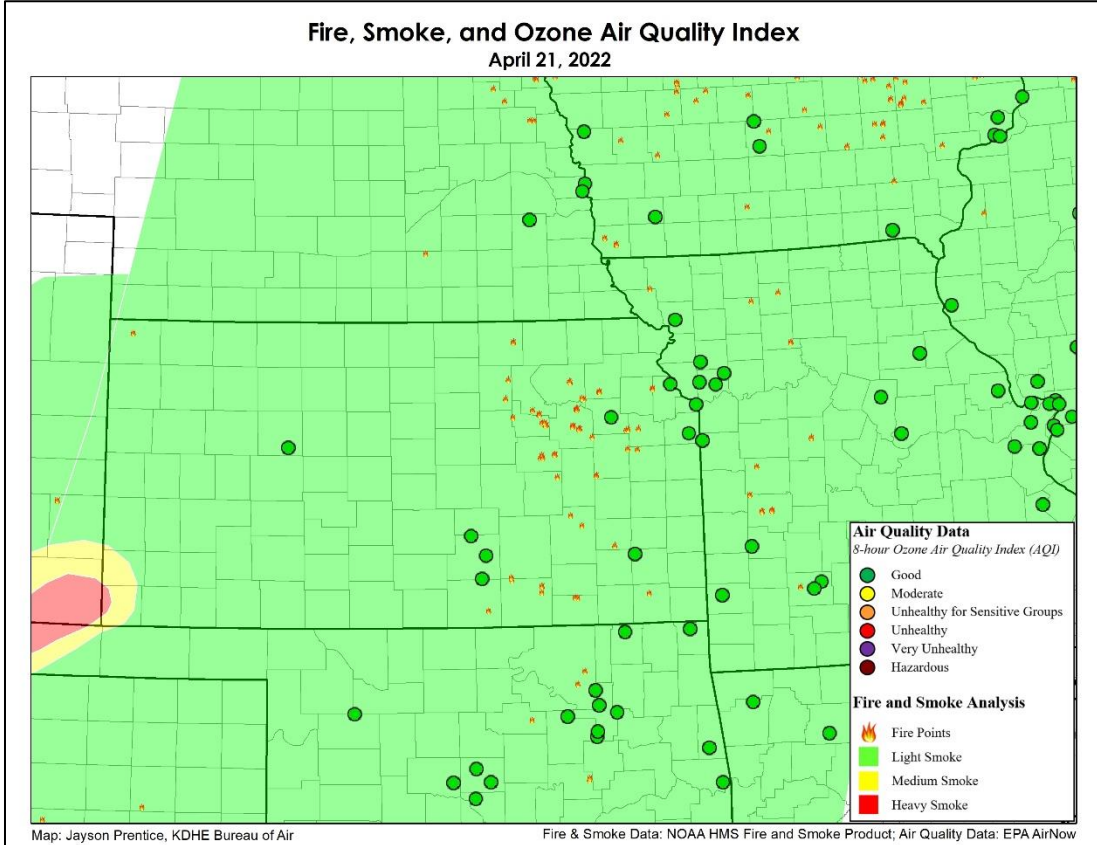 Fire, Smoke, and Ozone Air Quality Index
April 21, 2022
Air Quality Data
8-hour Ozone Air Quality Index (AQI)
Good
Moderate
Unhealthy for Sensitive Groups
Unhealthy
Very Unhealthy
Hazardous
Fire and Smoke Analysis
Fire Points
Light Smoke
Medium Smoke
Heavy Smoke
Map: Jayson Prentice, KDHE Bureau of Air
Fire & Smoke Data: NOAA HMS Fire and Smoke Product; Air Quality Data: EPA AirNow